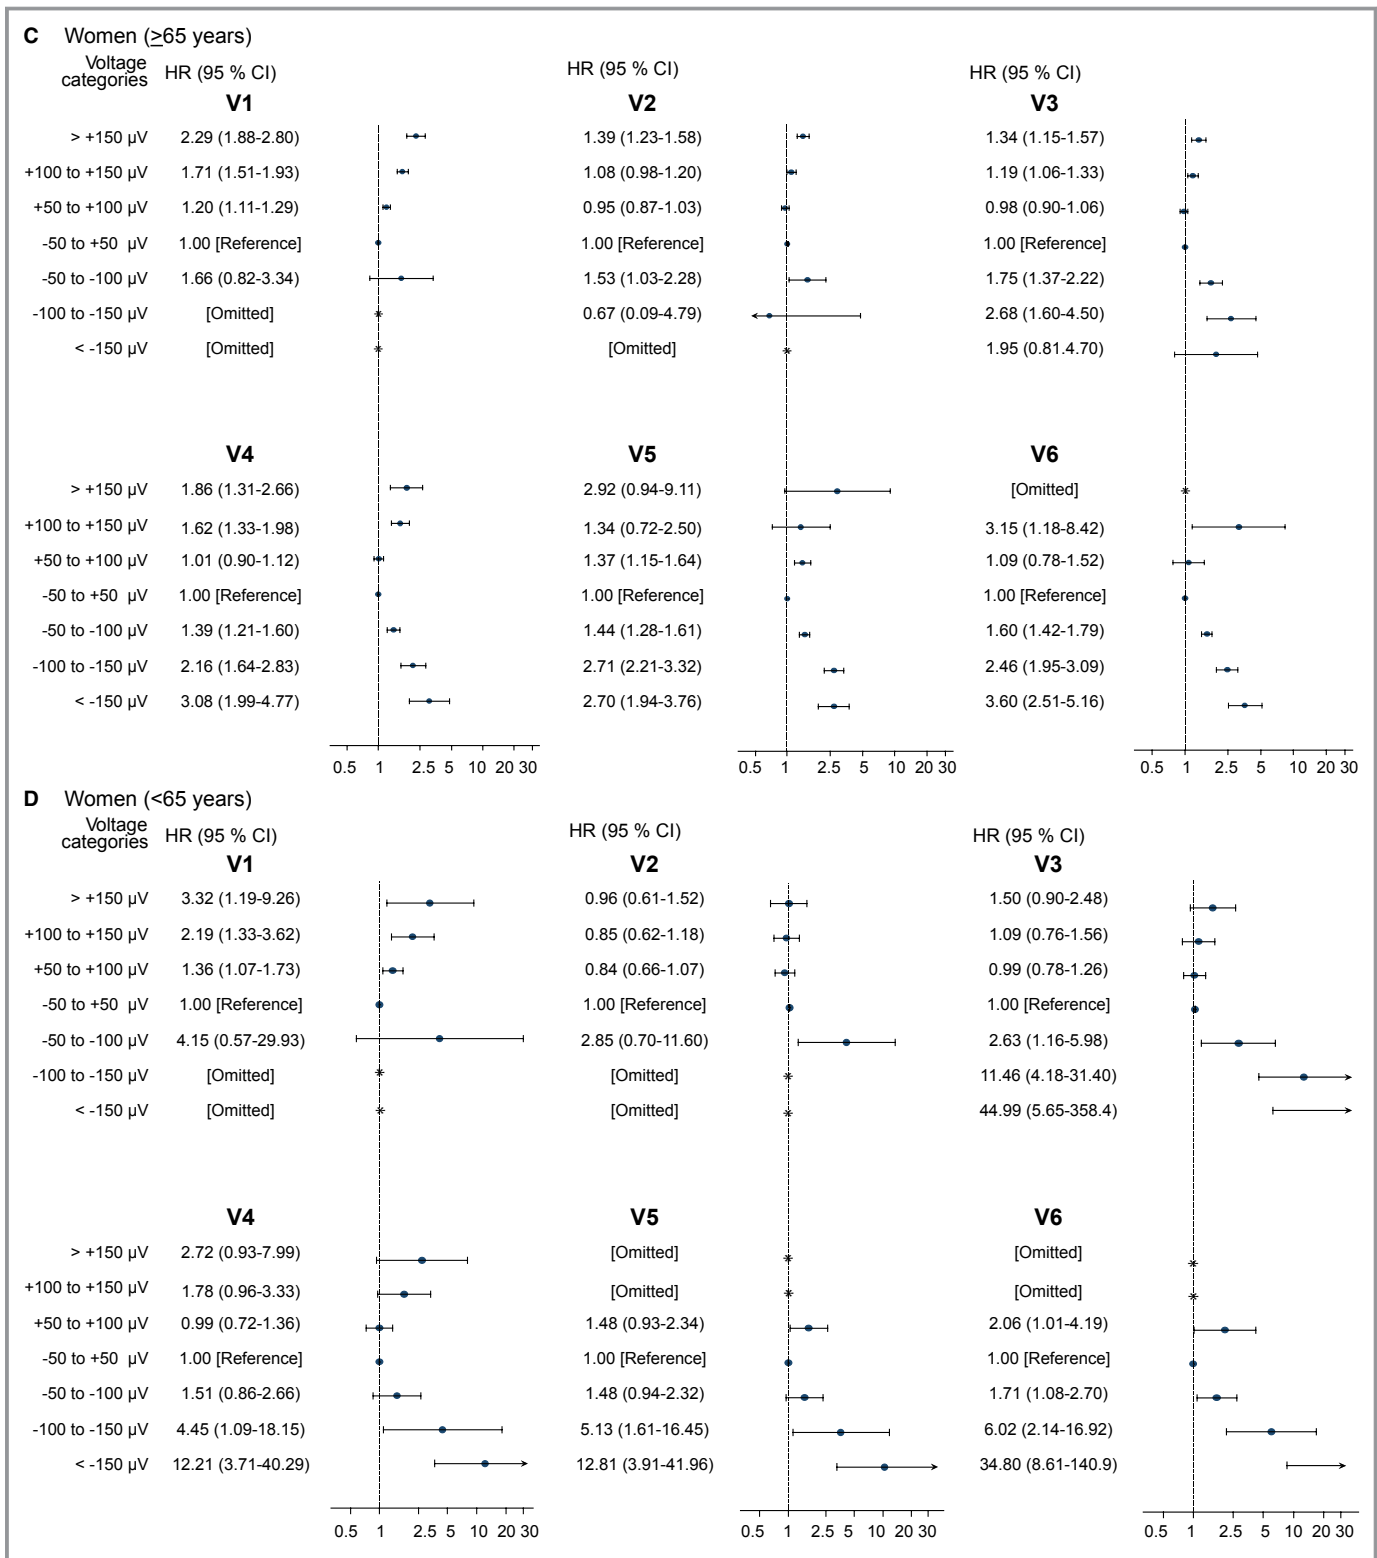 C Women (≥65 years)
Voltage categories HR (95 % CI) HR (95 % CI) HR (95 % CI)
V1 V2 V3
> +150 µV 2.29 (1.88-2.80) 1.39 (1.23-1.58) 1.34 (1.15-1.57)
+100 to +150 µV 1.71 (1.51-1.93) 1.08 (0.98-1.20) 1.19 (1.06-1.33)
+50 to +100 µV 1.20 (1.11-1.29) 0.95 (0.87-1.03) 0.98 (0.90-1.06)
-50 to +50 µV 1.00 [Reference] 1.00 [Reference] 1.00 [Reference]
-50 to -100 µV 1.66 (0.82-3.34) 1.53 (1.03-2.28) 1.75 (1.37-2.22)
-100 to -150 µV [Omitted] 0.67 (0.09-4.79) 2.68 (1.60-4.50)
< -150 µV [Omitted] [Omitted] 1.95 (0.81.4.70)
V4 V5 V6
> +150 µV 1.86 (1.31-2.66) 2.92 (0.94-9.11) [Omitted]
+100 to +150 µV 1.62 (1.33-1.98) 1.34 (0.72-2.50) 3.15 (1.18-8.42)
+50 to +100 µV 1.01 (0.90-1.12) 1.37 (1.15-1.64) 1.09 (0.78-1.52)
-50 to +50 µV 1.00 [Reference] 1.00 [Reference] 1.00 [Reference]
-50 to -100 µV 1.39 (1.21-1.60) 1.44 (1.28-1.61) 1.60 (1.42-1.79)
-100 to -150 µV 2.16 (1.64-2.83) 2.71 (2.21-3.32) 2.46 (1.95-3.09)
< -150 µV 3.08 (1.99-4.77) 2.70 (1.94-3.76) 3.60 (2.51-5.16)
0.5 1 2.5 5 10 20 30 0.5 1 2.5 5 10 20 30 0.5 1 2.5 5 10 20 30
D Women (<65 years)
Voltage categories HR (95 % CI) HR (95 % CI) HR (95 % CI)
V1 V2 V3
> +150 µV 3.32 (1.19-9.26) 0.96 (0.61-1.52) 1.50 (0.90-2.48)
+100 to +150 µV 2.19 (1.33-3.62) 0.85 (0.62-1.18) 1.09 (0.76-1.56)
+50 to +100 µV 1.36 (1.07-1.73) 0.84 (0.66-1.07) 0.99 (0.78-1.26)
-50 to +50 µV 1.00 [Reference] 1.00 [Reference] 1.00 [Reference]
-50 to -100 µV 4.15 (0.57-29.93) 2.85 (0.70-11.60) 2.63 (1.16-5.98)
-100 to -150 µV [Omitted] [Omitted] 11.46 (4.18-31.40)
< -150 µV [Omitted] [Omitted] 44.99 (5.65-358.4)
V4 V5 V6
> +150 µV 2.72 (0.93-7.99) [Omitted] [Omitted]
+100 to +150 µV 1.78 (0.96-3.33) [Omitted] [Omitted]
+50 to +100 µV 0.99 (0.72-1.36) 1.48 (0.93-2.34) 2.06 (1.01-4.19)
-50 to +50 µV 1.00 [Reference] 1.00 [Reference] 1.00 [Reference]
-50 to -100 µV 1.51 (0.86-2.66) 1.48 (0.94-2.32) 1.71 (1.08-2.70)
-100 to -150 µV 4.45 (1.09-18.15) 5.13 (1.61-16.45) 6.02 (2.14-16.92)
< -150 µV 12.21 (3.71-40.29) 12.81 (3.91-41.96) 34.80 (8.61-140.9)
0.5 1 2.5 5 10 20 30 0.5 1 2.5 5 10 20 30 0.5 1 2.5 5 10 20 30